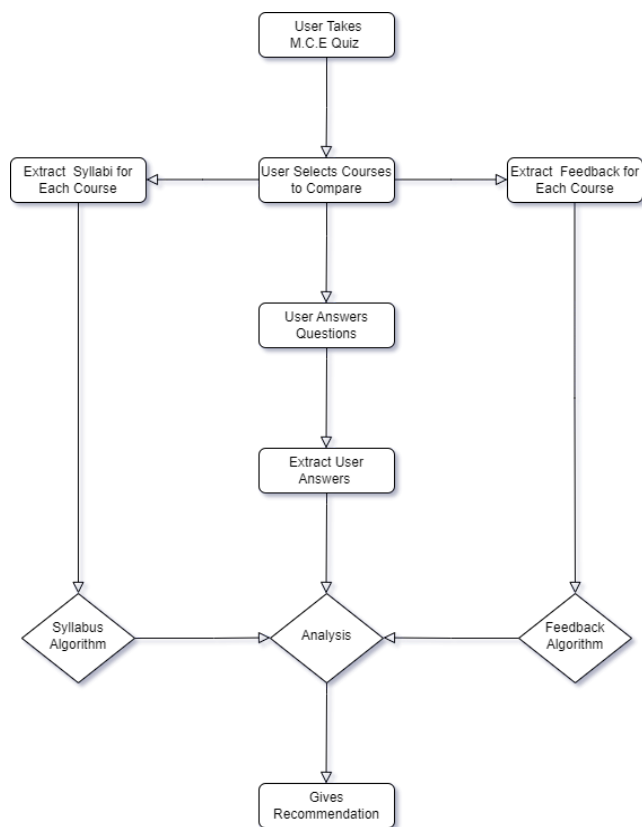 User Takes
M.C.E Quiz
Extract Syllabi for
Each Course
User Selects Courses
to Compare
Extract Feedback for
Each Course
User Answers
Questions
Extract User
Answers
Syllabus
Algorithm
Analysis
Feedback
Algorithm
Gives
Recommendation